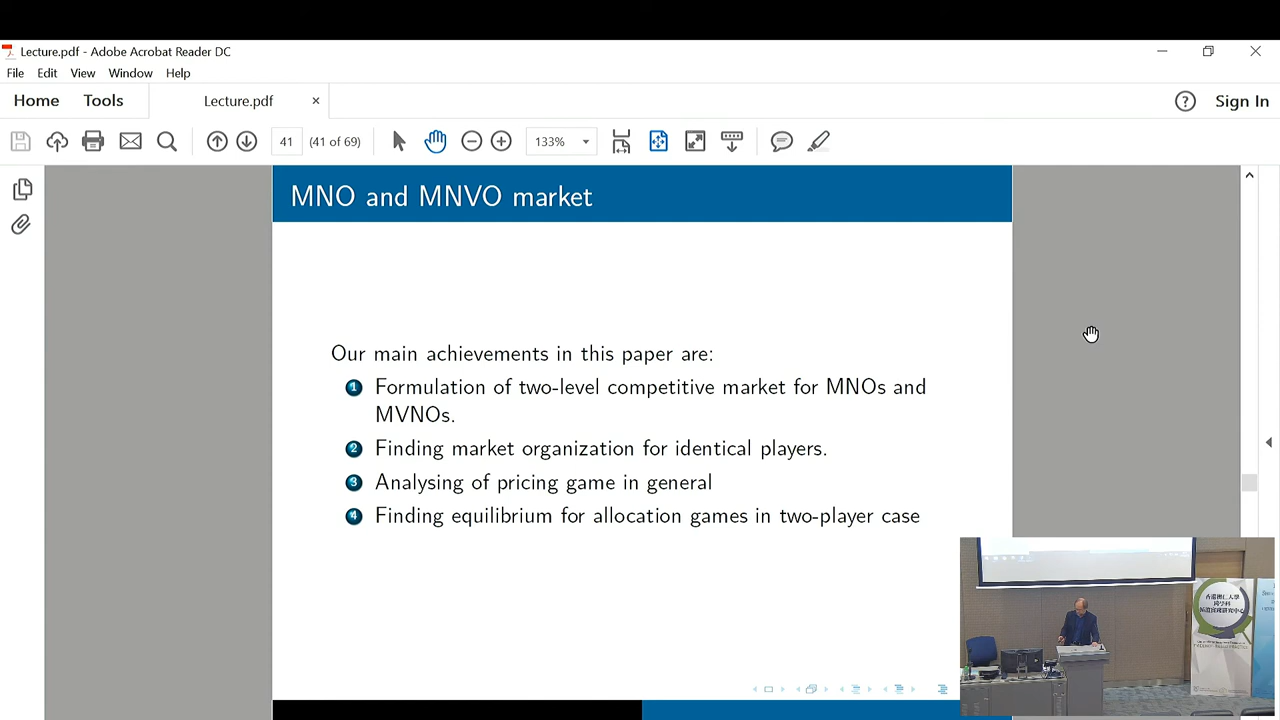 Lecture.pdf - Adobe Acrobat Reader DC
File Edit View Window Help
Home Tools Lecture.pdf × Sign In
41 (41 of 69) 133%
MNO and MNVO market
Our main achievements in this paper are:
1 Formulation of two-level competitive market for MNOs and
MVNOs.
2 Finding market organization for identical players.
3 Analysing of pricing game in general
4 Finding equilibrium for allocation games in two-player case